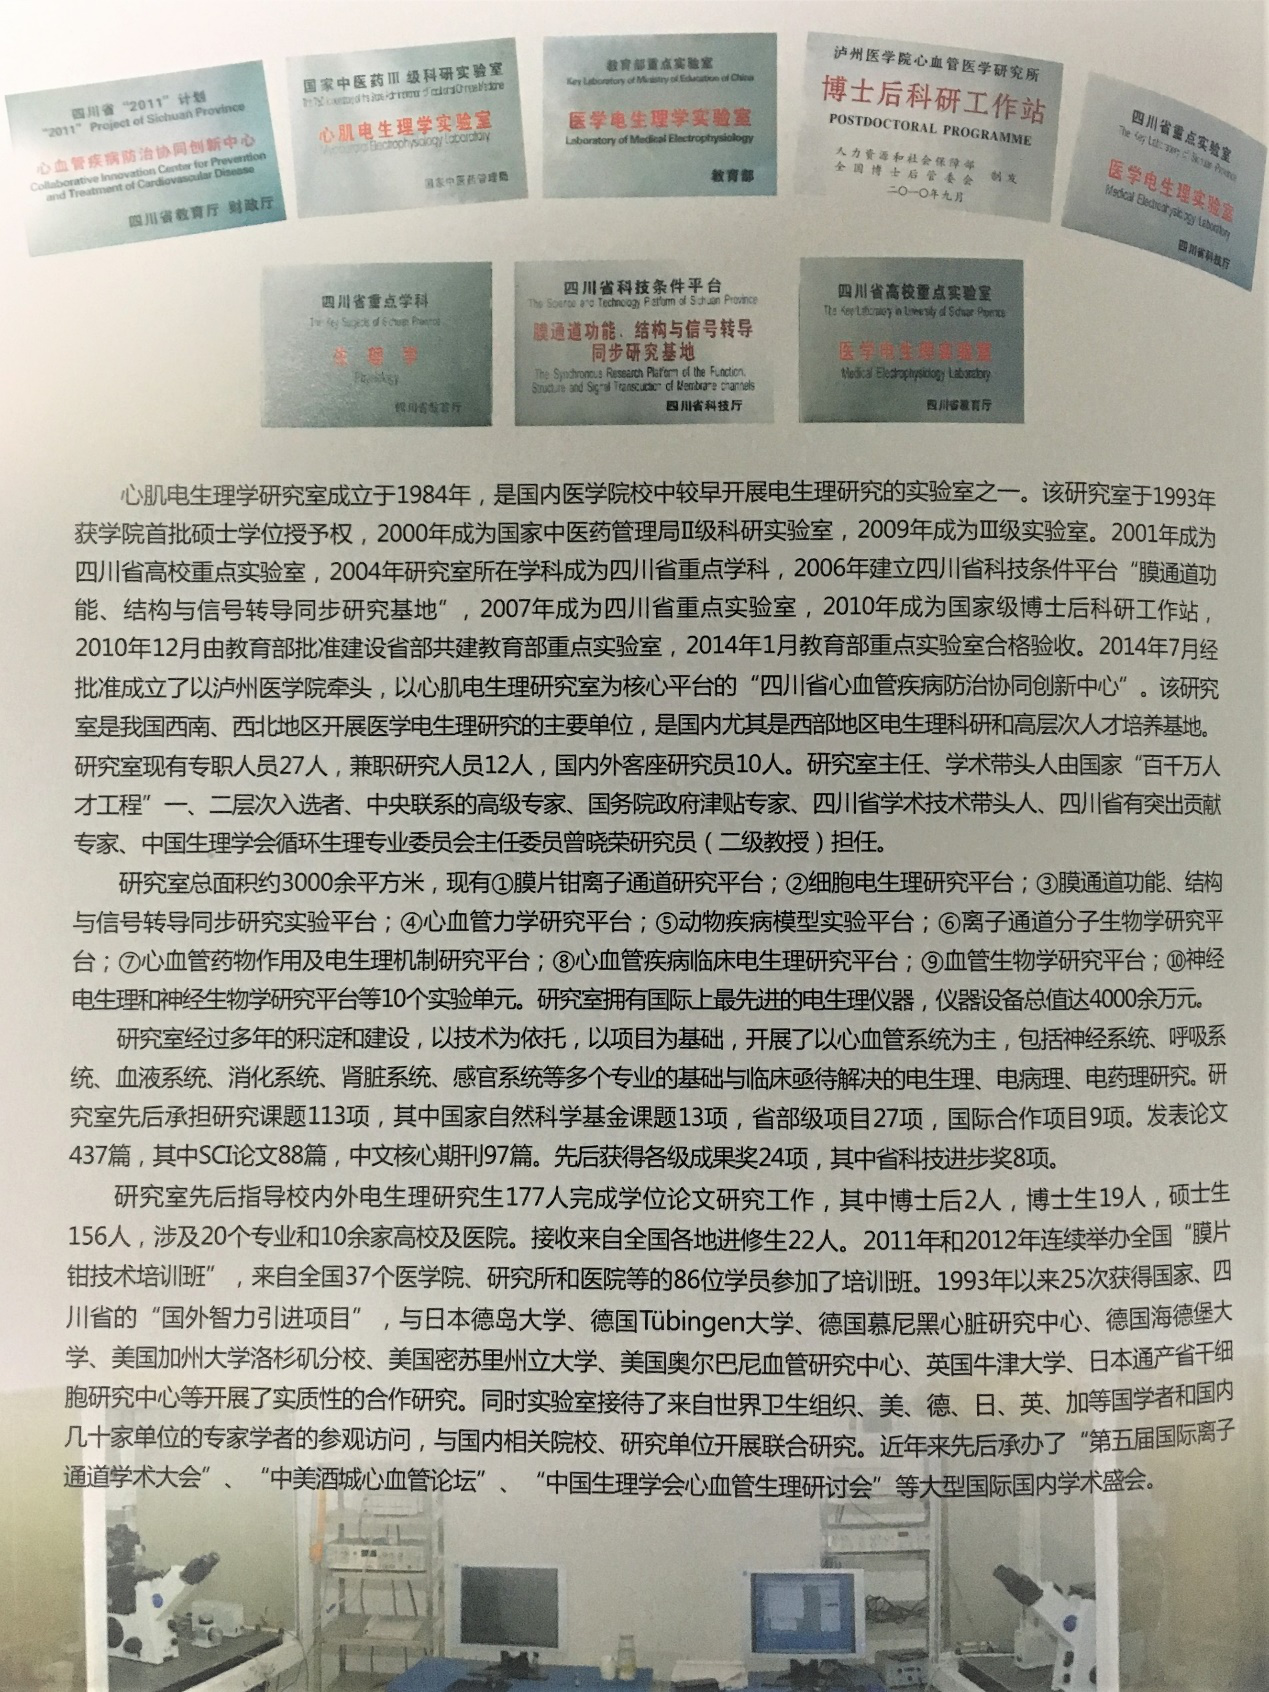 四川省“2011”计划
“2011” Project of Sichuan Province
心血管疾病防治协同创新中心
Collaborative Innovation Center for Prevention
and Treatment of Cardiovascular Disease
四川省教育厅 财政厅
国家中医药III级科研实验室
心肌电生理学实验室
Electrophysiology Laboratory
国家中医药管理局
教育部重点实验室
Key Laboratory of Ministry of Education of China
医学电生理学实验室
Laboratory of Medical Electrophysiology
教育部
泸州医学院心血管医学研究所
博士后科研工作站
POSTDOCTORAL PROGRAMME
人力资源和社会保障部
全国博士后管委会 制发
二〇一〇年九月
四川省重点实验室
The Key Laboratory of Sichuan Province
医学电生理实验室
Medical Electrophysiology Laboratory
四川省科技厅
四川省重点学科
The Key Subjects of Sichuan Province
生理学
Physiology
四川省教育厅
四川省科技条件平台
The Science and Technology Platform of Sichuan Province
膜通道功能、结构与信号转导
同步研究基地
The Synchronous Research Platform of the Function,
Structure and Signal Transduction of Membrane channels
四川省科技厅
四川省高校重点实验室
The Key Laboratory in University of Sichuan Province
医学电生理实验室
Medical Electrophysiology Laboratory
四川省教育厅
心肌电生理学研究室成立于1984年，是国内医学院校中较早开展电生理研究的实验室之一。该研究室于1993年
获学院首批硕士学位授予权，2000年成为国家中医药管理局II级科研实验室，2009年成为III级实验室。2001年成为
四川省高校重点实验室，2004年研究室所在学科成为四川省重点学科，2006年建立四川省科技条件平台“膜通道功
能、结构与信号转导同步研究基地”，2007年成为四川省重点实验室，2010年成为国家级博士后科研工作站，
2010年12月由教育部批准建设省部共建教育部重点实验室，2014年1月教育部重点实验室合格验收。2014年7月经
批准成立了以泸州医学院牵头，以心肌电生理研究室为核心平台的“四川省心血管疾病防治协同创新中心”。该研究
室是我国西南、西北地区开展医学电生理研究的主要单位，是国内尤其是西部地区电生理科研和高层次人才培养基地。
研究室现有专职人员27人，兼职研究人员12人，国内外客座研究员10人。研究室主任、学术带头人由国家“百千万人
才工程”一、二层次入选者、中央联系的高级专家、国务院政府津贴专家、四川省学术技术带头人、四川省有突出贡献
专家、中国生理学会循环生理专业委员会主任委员曾晓荣研究员（二级教授）担任。
研究室总面积约3000余平方米，现有①膜片钳离子通道研究平台；②细胞电生理研究平台；③膜通道功能、结构
与信号转导同步研究实验平台；④心血管力学研究平台；⑤动物疾病模型实验平台；⑥离子通道分子生物学研究平
台；⑦心血管药物作用及电生理机制研究平台；⑧心血管疾病临床电生理研究平台；⑨血管生物学研究平台；⑩神经
电生理和神经生物学研究平台等10个实验单元。研究室拥有国际上最先进的电生理仪器，仪器设备总值达4000余万元。
研究室经过多年的积淀和建设，以技术为依托，以项目为基础，开展了以心血管系统为主，包括神经系统、呼吸系
统、血液系统、消化系统、肾脏系统、感官系统等多个专业的基础与临床亟待解决的电生理、电病理、电药理研究。研
究室先后承担研究课题113项，其中国家自然科学基金课题13项，省部级项目27项，国际合作项目9项。发表论文
437篇，其中SCI论文88篇，中文核心期刊97篇。先后获得各级成果奖24项，其中省科技进步奖8项。
研究室先后指导校内外电生理研究生177人完成学位论文研究工作，其中博士后2人，博士生19人，硕士生
156人，涉及20个专业和10余家高校及医院。接收来自全国各地进修生22人。2011年和2012年连续举办全国“膜片
钳技术培训班”，来自全国37个医学院、研究所和医院等的86位学员参加了培训班。1993年以来25次获得国家、四
川省的“国外智力引进项目”，与日本德岛大学、德国Tübingen大学、德国慕尼黑心脏研究中心、德国海德堡大
学、美国加州大学洛杉矶分校、美国密苏里州立大学、美国奥尔巴尼血管研究中心、英国牛津大学、日本通产省干细
胞研究中心等开展了实质性的合作研究。同时实验室接待了来自世界卫生组织、美、德、日、英、加等国学者和国内
几十家单位的专家学者的参观访问，与国内相关院校、研究单位开展联合研究。近年来先后承办了“第五届国际离子
通道学术大会”、“中美酒城心血管论坛”、“中国生理学会心血管生理研讨会”等大型国际国内学术盛会。